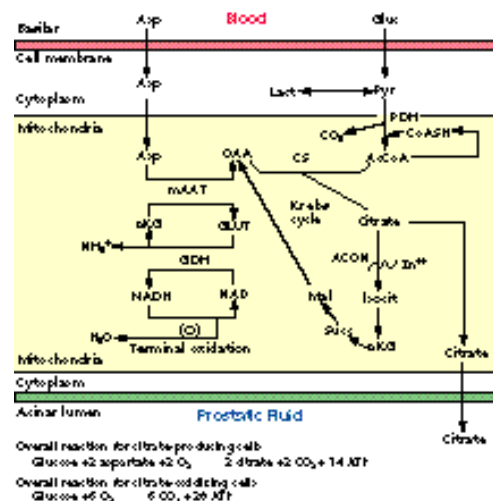 Asp Blood Gluc
Basilar
Cell membrane
Asp
Cytoplasm
Lact Pyr
Mitochondria
PDH
CO₂ CoASH
Asp OAA CS AcCoA
mAAT
Krebs
cycle
Citrate
αKG GLUT
NH₄⁺
GDH
ACON Zn⁺⁺
NADH NAD
Mal Isocit
(O)
H₂O
Terminal oxidation
Succ αKG
Citrate
Mitochondria
Cytoplasm
Acinar lumen
Prostatic Fluid
Citrate
Overall reaction for citrate-producing cells
Glucose +2 aspartate +2 O₂ 2 citrate +2 CO₂ + 14 ATP
Overall reaction for citrate-oxidizing cells
Glucose +6 O₂ 6 CO₂ +